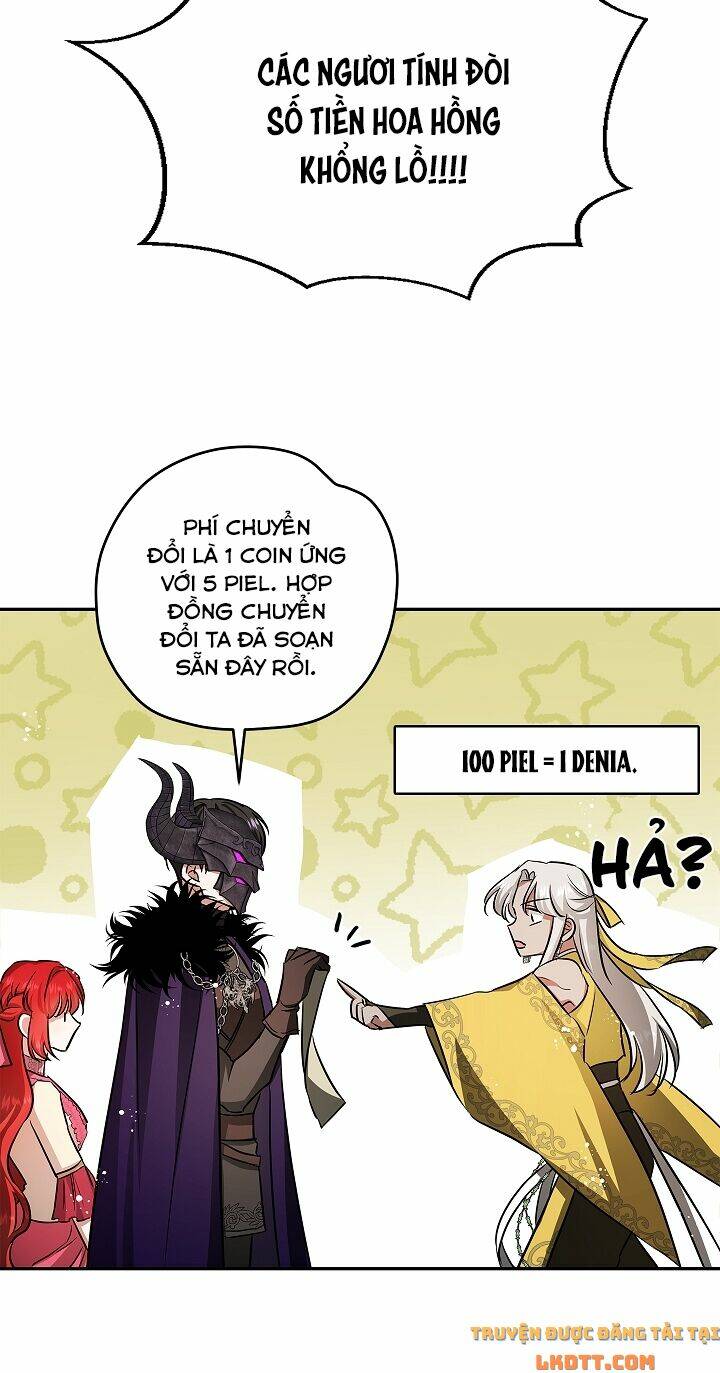 CÁC NGƯƠI TÍNH ĐÒI
SỐ TIỀN HOA HỒNG
KHỔNG LỒ!!!!
PHÍ CHUYỂN
ĐỔI LÀ 1 COIN ỨNG
VỚI 5 PIEL. HỢP
ĐỒNG CHUYỂN
ĐỔI TA ĐÃ SOẠN
SẴN ĐÂY RỒI.
100 PIEL = 1 DENIA.
HẢ?
TRUYỆN ĐƯỢC ĐĂNG TẢI TẠI
LKDTT.COM